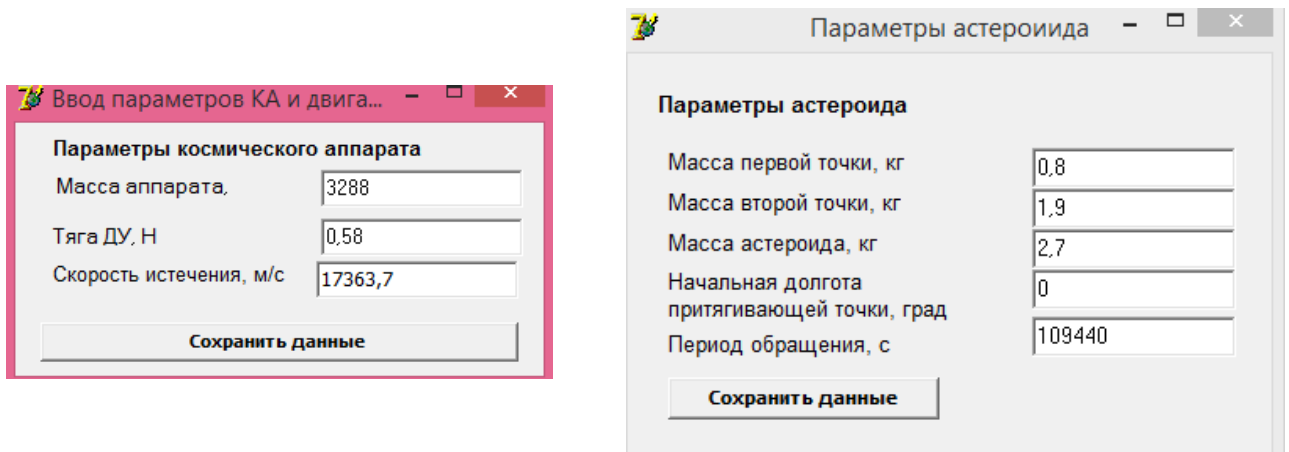 Ввод параметров КА и двига...
Параметры космического аппарата
Масса аппарата,
3288
Тяга ДУ, Н
0,58
Скорость истечения, м/с
17363,7
Сохранить данные
Параметры астероиида
Параметры астероида
Масса первой точки, кг
0,8
Масса второй точки, кг
1,9
Масса астероида, кг
2,7
Начальная долгота
притягивающей точки, град
0
Период обращения, с
109440
Сохранить данные